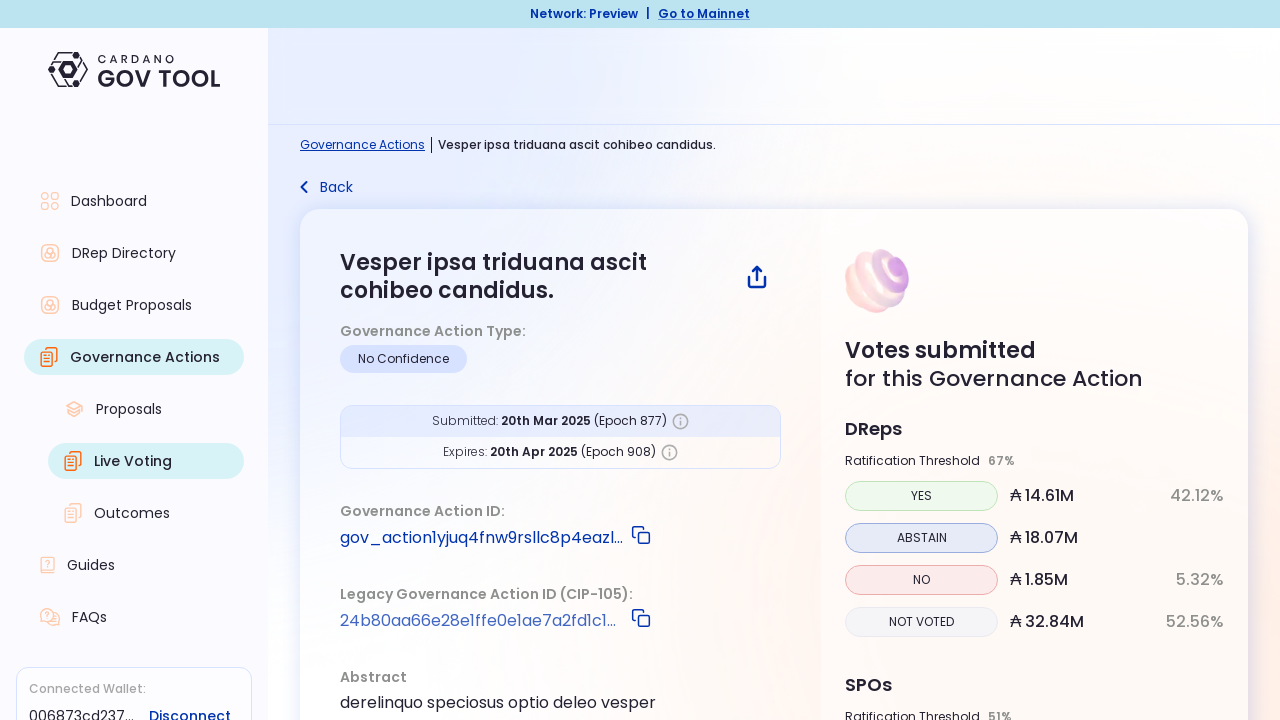 Network: Preview | Go to Mainnet
CARDANO
GOV TOOL
Dashboard
DRep Directory
Budget Proposals
Governance Actions
Proposals
Live Voting
Outcomes
Guides
FAQs
Connected Wallet:
006873cd237... Disconnect
Governance Actions | Vesper ipsa triduana ascit cohibeo candidus.
Back
Vesper ipsa triduana ascit
cohibeo candidus.
Governance Action Type:
No Confidence
Submitted: 20th Mar 2025 (Epoch 877)
Expires: 20th Apr 2025 (Epoch 908)
Governance Action ID:
gov_action1yjuq4fnw9rsllc8p4eazl...
Legacy Governance Action ID (CIP-105):
24b80aa66e28e1ffe0e1ae7a2fd1c1...
Abstract
derelinquo speciosus optio deleo vesper
Votes submitted
for this Governance Action
DReps
Ratification Threshold 67%
YES ₳ 14.61M 42.12%
ABSTAIN ₳ 18.07M
NO ₳ 1.85M 5.32%
NOT VOTED ₳ 32.84M 52.56%
SPOs
Ratification Threshold 51%